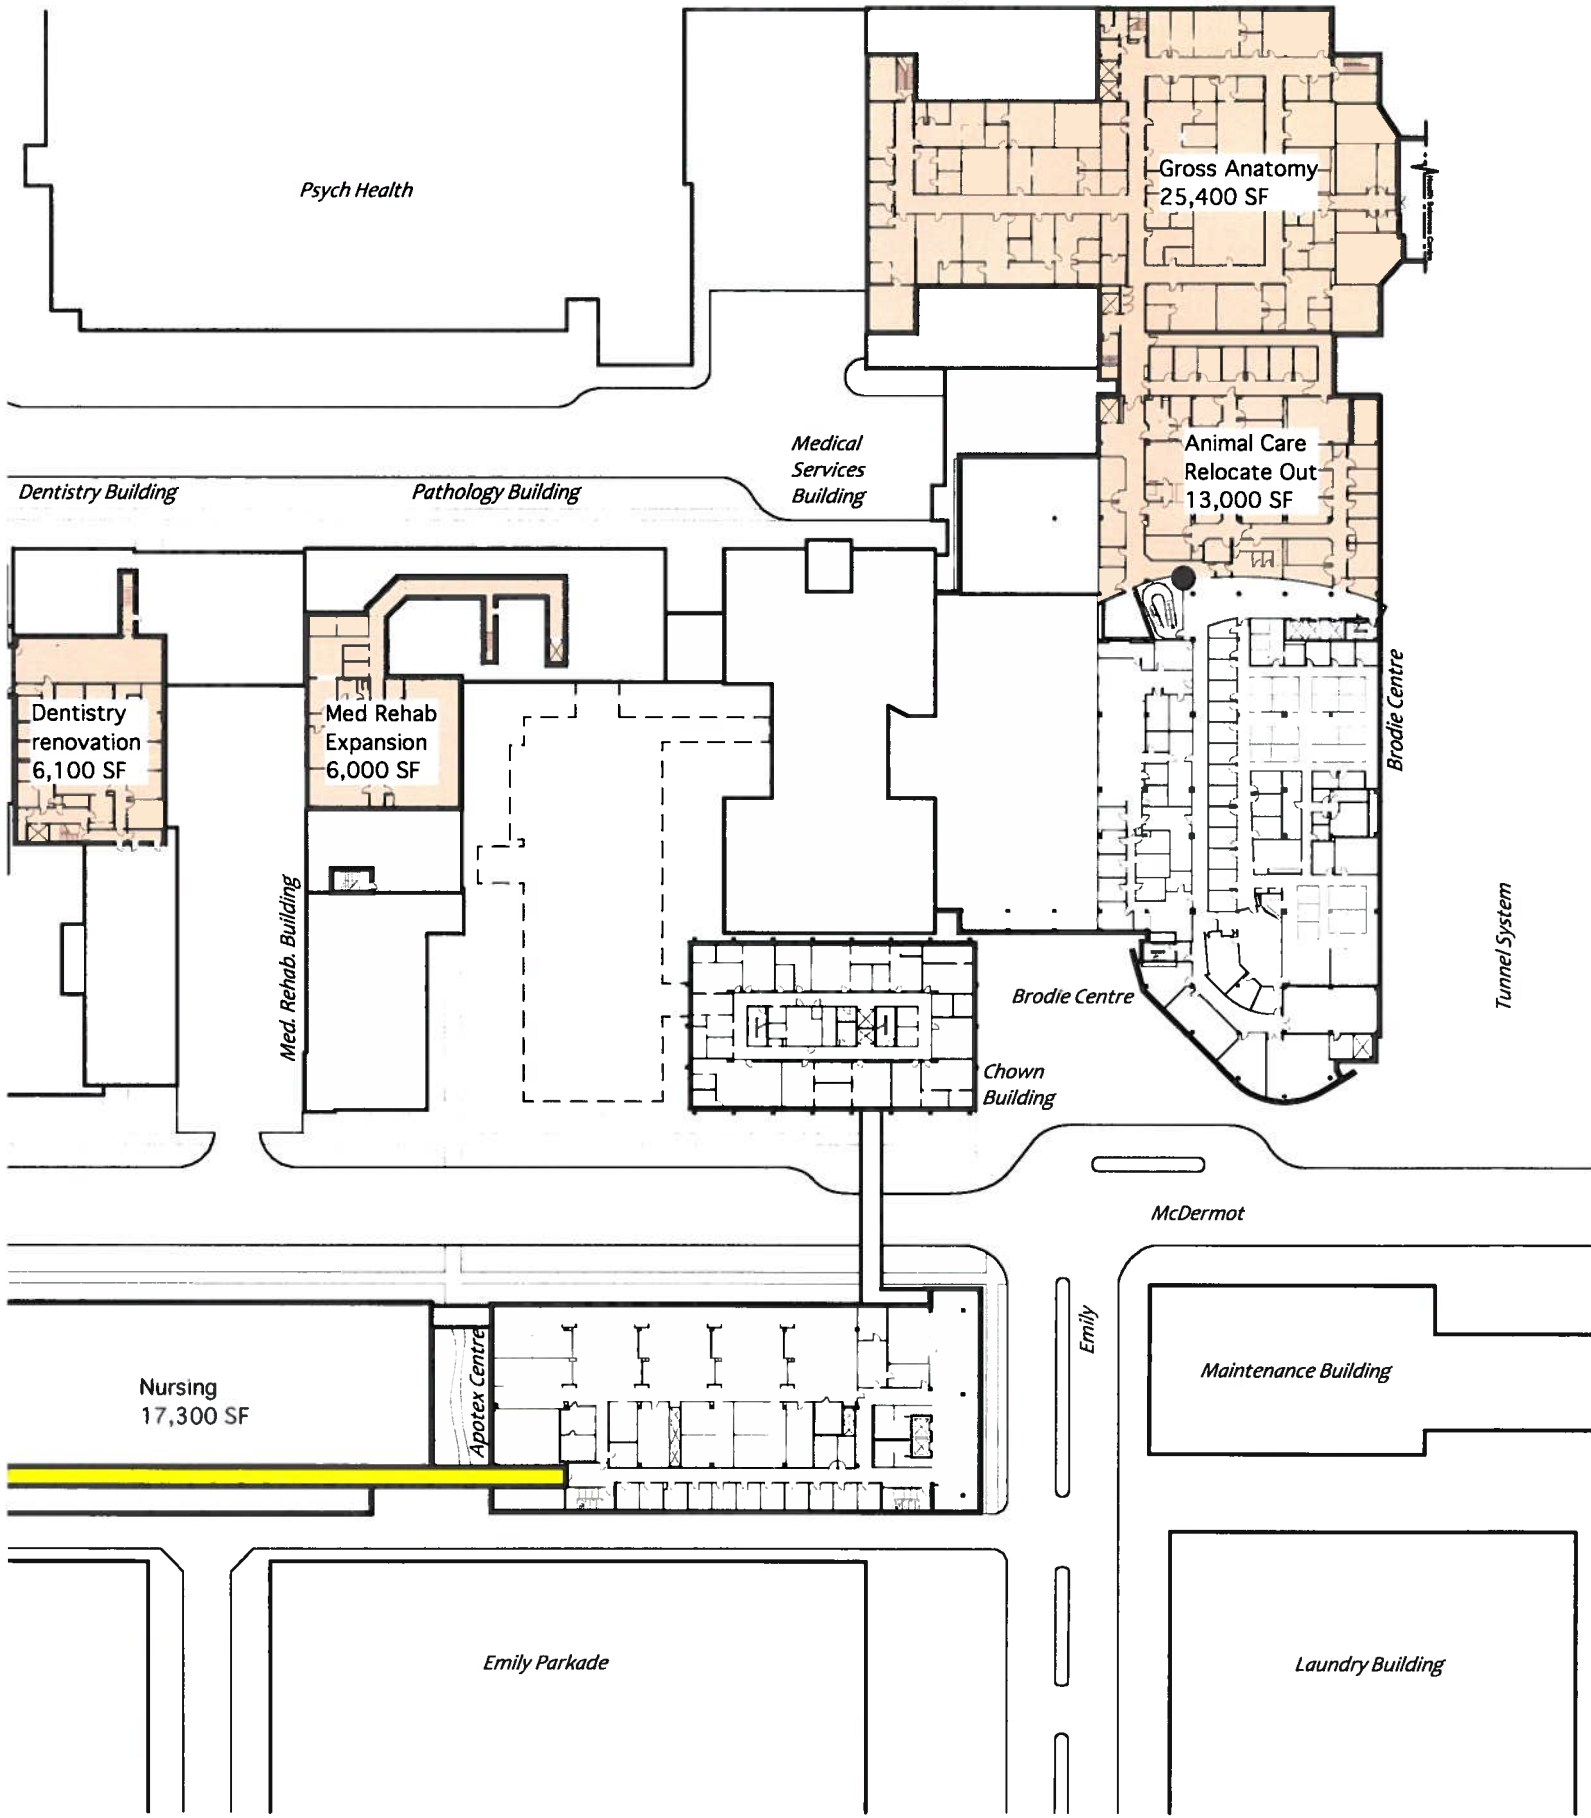 Psych Health
Gross Anatomy
25,400 SF
Health Sciences Centre
Animal Care
Relocate Out
13,000 SF
Medical
Services
Building
Dentistry Building
Pathology Building
Dentistry
renovation
6,100 SF
Med Rehab
Expansion
6,000 SF
Brodie Centre
Med. Rehab. Building
Tunnel System
Brodie Centre
Chown
Building
McDermot
Emily
Apotex Centre
Nursing
17,300 SF
Maintenance Building
Emily Parkade
Laundry Building